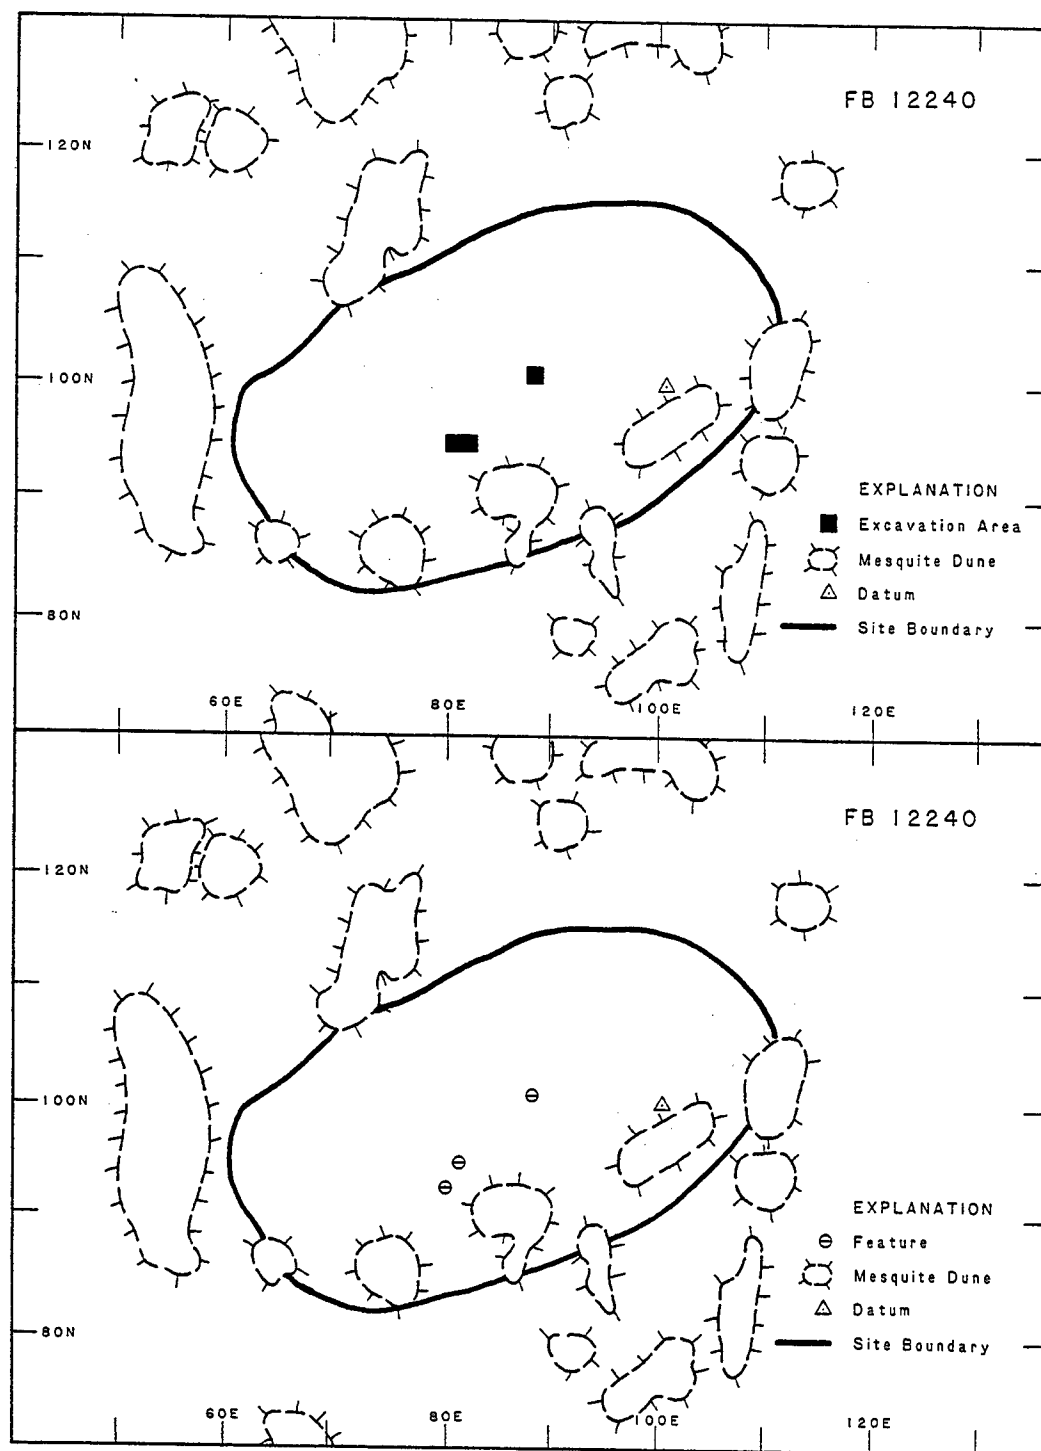 FB 12240
120N
100N
EXPLANATION
Excavation Area
Mesquite Dune
Datum
80N
Site Boundary
60E
80E
100E
120E
FB 12240
120N
100N
EXPLANATION
Feature
Mesquite Dune
Datum
80N
Site Boundary
60E
80E
100E
120E